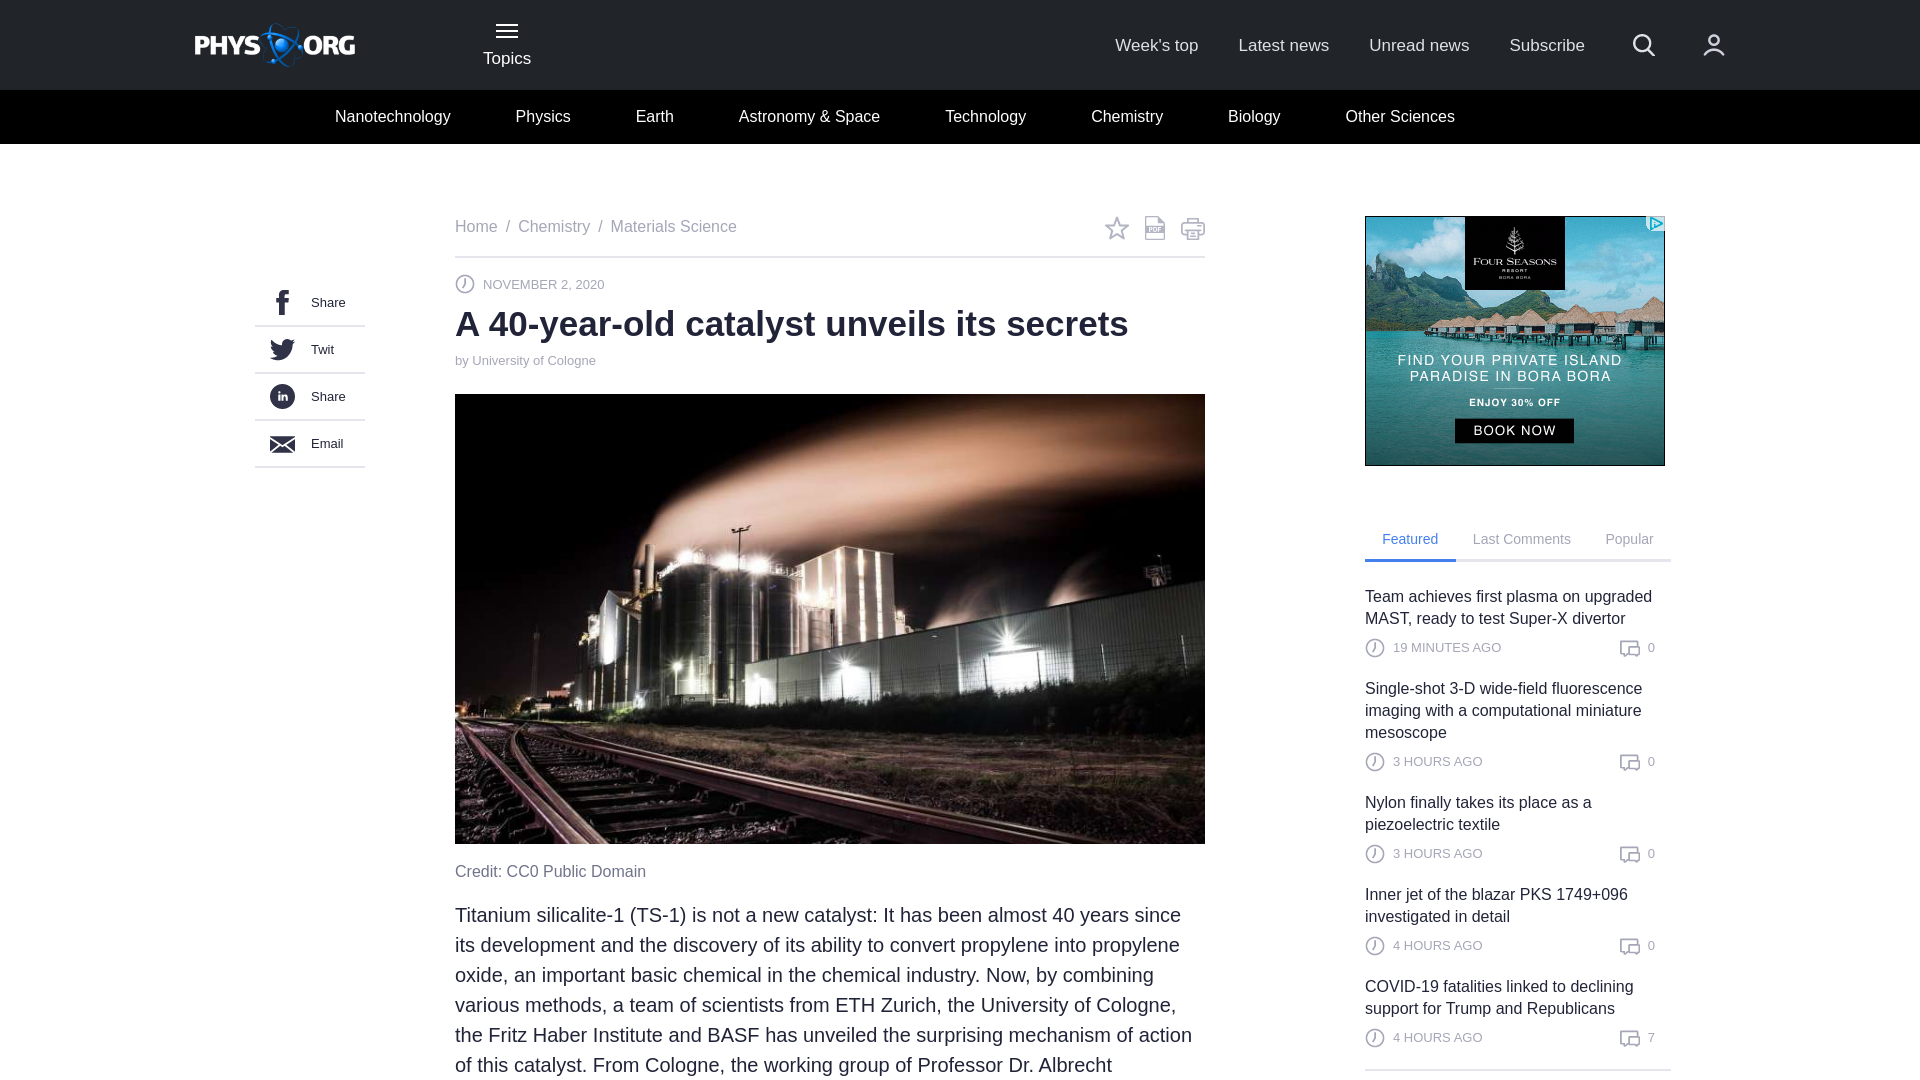 PHYS ORG
Topics
Week's top
Latest news
Unread news
Subscribe
Nanotechnology
Physics
Earth
Astronomy & Space
Technology
Chemistry
Biology
Other Sciences
Home / Chemistry / Materials Science
PDF
Share
Twit
in
Share
Email
NOVEMBER 2, 2020
A 40-year-old catalyst unveils its secrets
by University of Cologne
Credit: CC0 Public Domain
Titanium silicalite-1 (TS-1) is not a new catalyst: It has been almost 40 years since
its development and the discovery of its ability to convert propylene into propylene
oxide, an important basic chemical in the chemical industry. Now, by combining
various methods, a team of scientists from ETH Zurich, the University of Cologne,
the Fritz Haber Institute and BASF has unveiled the surprising mechanism of action
of this catalyst. From Cologne, the working group of Professor Dr. Albrecht
FOUR SEASONS
RESORT
BORA BORA
FIND YOUR PRIVATE ISLAND
PARADISE IN BORA BORA
ENJOY 30% OFF
BOOK NOW
Featured
Last Comments
Popular
Team achieves first plasma on upgraded
MAST, ready to test Super-X divertor
19 MINUTES AGO
0
Single-shot 3-D wide-field fluorescence
imaging with a computational miniature
mesoscope
3 HOURS AGO
0
Nylon finally takes its place as a
piezoelectric textile
3 HOURS AGO
0
Inner jet of the blazar PKS 1749+096
investigated in detail
4 HOURS AGO
0
COVID-19 fatalities linked to declining
support for Trump and Republicans
4 HOURS AGO
7